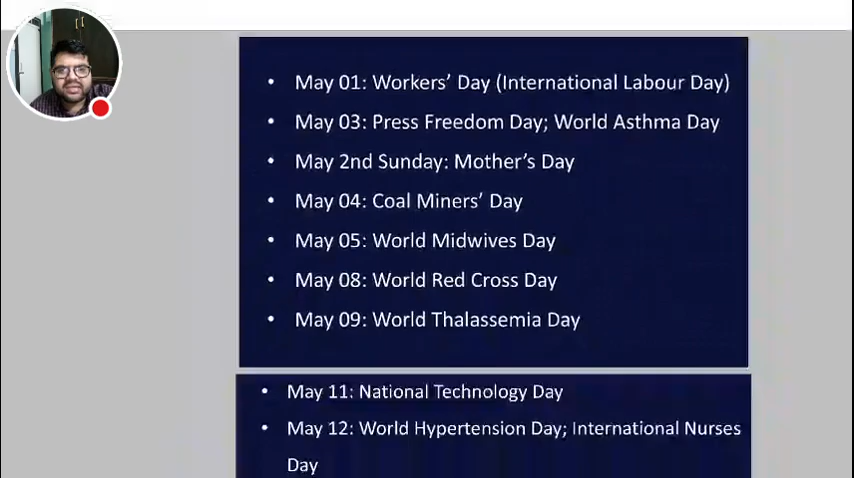 • May 01: Workers’ Day (International Labour Day)
• May 03: Press Freedom Day; World Asthma Day
• May 2nd Sunday: Mother’s Day
• May 04: Coal Miners’ Day
• May 05: World Midwives Day
• May 08: World Red Cross Day
• May 09: World Thalassemia Day
• May 11: National Technology Day
• May 12: World Hypertension Day; International Nurses
Day